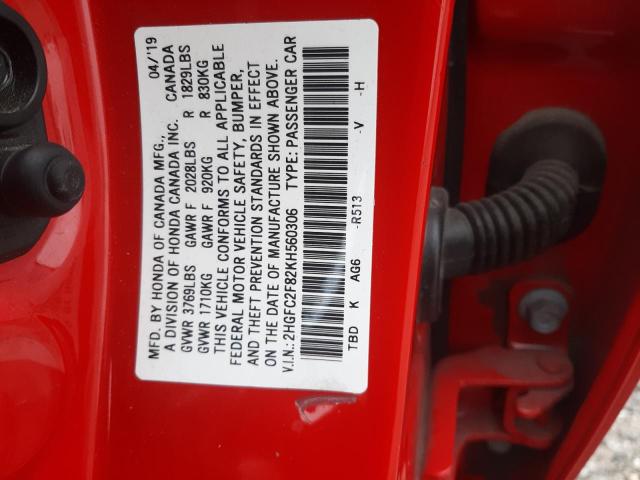 MFD. BY HONDA OF CANADA MFG., 04/'19
A DIVISION OF HONDA CANADA INC. CANADA
GVWR 3769LBS GAWR F 2028LBS R 1829LBS
GVWR 1710KG GAWR F 920KG R 830KG
THIS VEHICLE CONFORMS TO ALL APPLICABLE
FEDERAL MOTOR VEHICLE SAFETY, BUMPER,
AND THEFT PREVENTION STANDARDS IN EFFECT
ON THE DATE OF MANUFACTURE SHOWN ABOVE.
V.I.N.: 2HGFC2F82KH560306 TYPE: PASSENGER CAR
TBD K AG6 -R513 -V -H